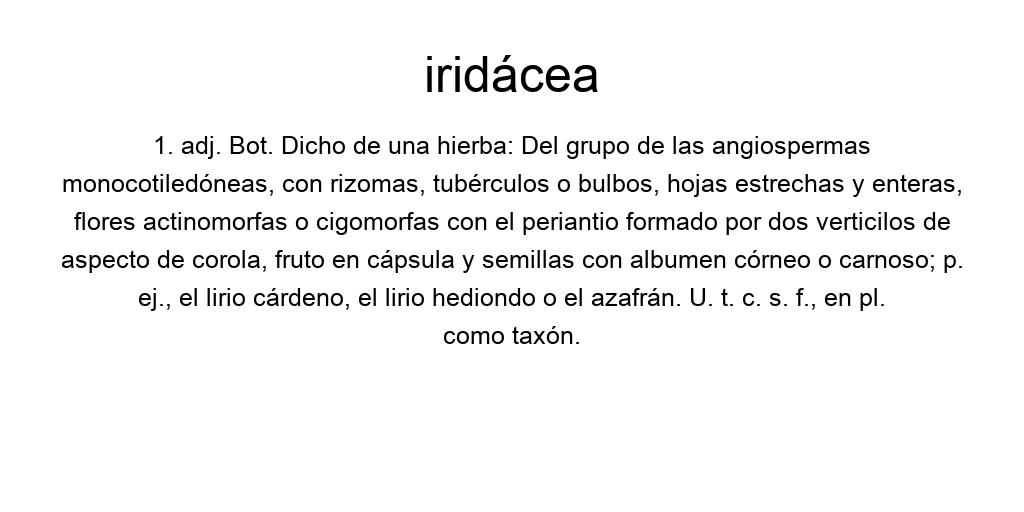 iridácea
1. adj. Bot. Dicho de una hierba: Del grupo de las angiospermas
monocotiledóneas, con rizomas, tubérculos o bulbos, hojas estrechas y enteras,
flores actinomorfas o cigomorfas con el periantio formado por dos verticilos de
aspecto de corola, fruto en cápsula y semillas con albumen córneo o carnoso; p.
ej., el lirio cárdeno, el lirio hediondo o el azafrán. U. t. c. s. f., en pl.
como taxón.